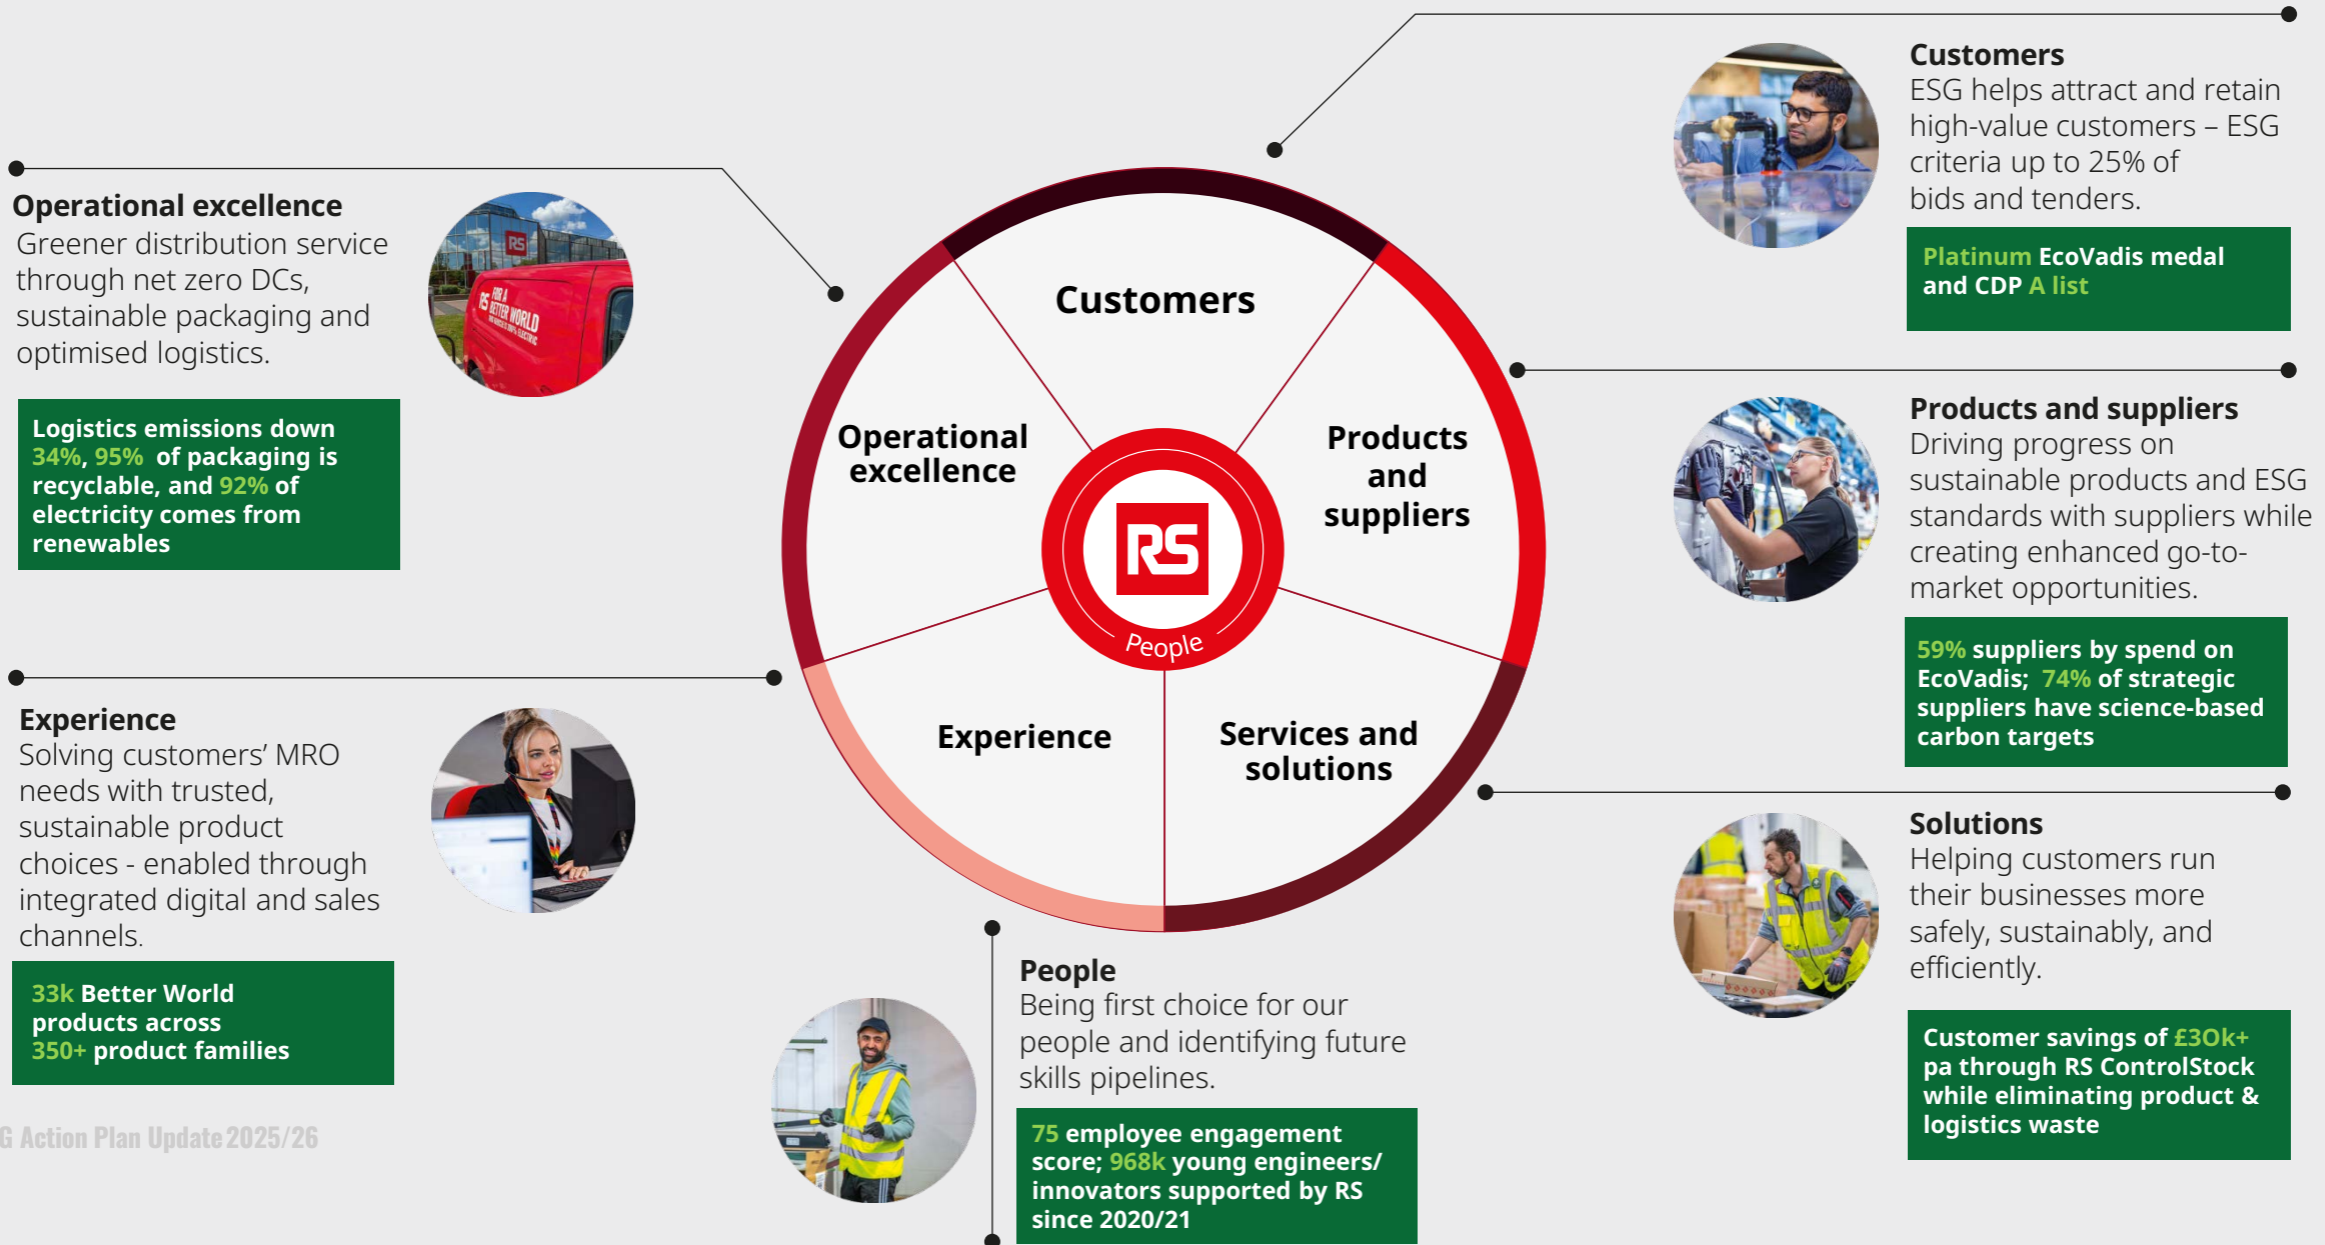 Operational excellence
Greener distribution service
through net zero DCs,
sustainable packaging and
optimised logistics.
RS
RS FOR A
BETTER WORLD
Logistics emissions down
34%, 95% of packaging is
recyclable, and 92% of
electricity comes from
renewables
Experience
Solving customers’ MRO
needs with trusted,
sustainable product
choices - enabled through
integrated digital and sales
channels.
33k Better World
products across
350+ product families
G Action Plan Update 2025/26
Customers
Operational
excellence
Products
and
suppliers
RS
People
Experience
Services and
solutions
People
Being first choice for our
people and identifying future
skills pipelines.
75 employee engagement
score; 968k young engineers/
innovators supported by RS
since 2020/21
Customers
ESG helps attract and retain
high-value customers – ESG
criteria up to 25% of
bids and tenders.
Platinum EcoVadis medal
and CDP A list
Products and suppliers
Driving progress on
sustainable products and ESG
standards with suppliers while
creating enhanced go-to-
market opportunities.
59% suppliers by spend on
EcoVadis; 74% of strategic
suppliers have science-based
carbon targets
Solutions
Helping customers run
their businesses more
safely, sustainably, and
efficiently.
Customer savings of £3Ok+
pa through RS ControlStock
while eliminating product &
logistics waste